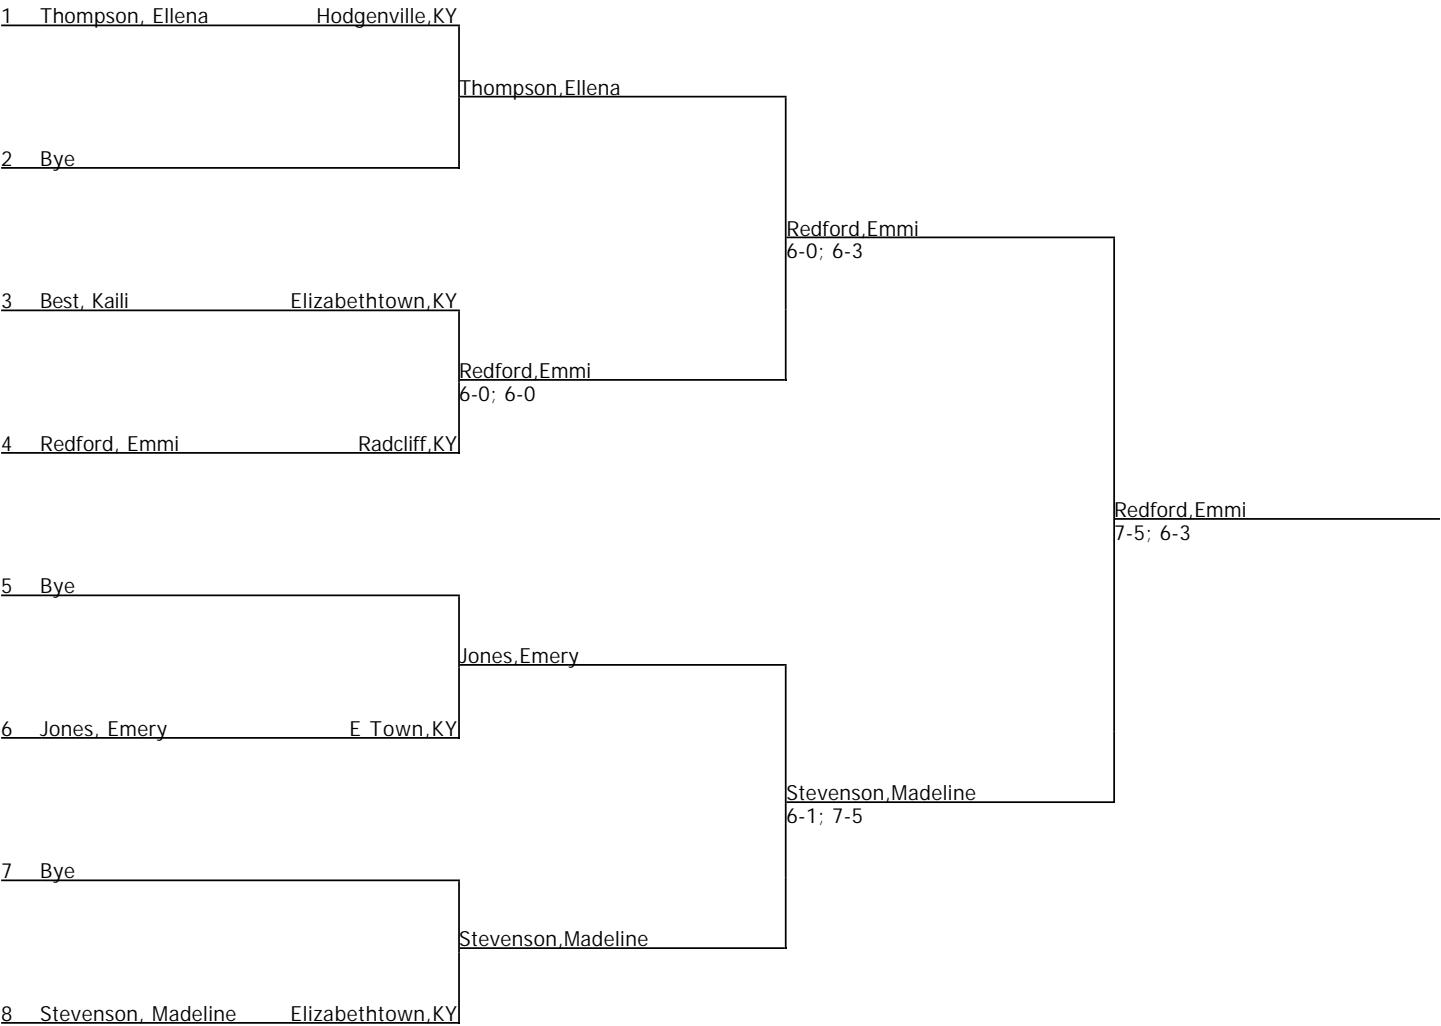 1 Thompson, Ellena Hodgenville,KY
Thompson,Ellena
2 Bye
Redford,Emmi
6-0; 6-3
3 Best, Kaili Elizabethtown,KY
Redford,Emmi
6-0; 6-0
4 Redford, Emmi Radcliff,KY
Redford,Emmi
7-5; 6-3
5 Bye
Jones,Emery
6 Jones, Emery E Town,KY
Stevenson,Madeline
6-1; 7-5
7 Bye
Stevenson,Madeline
8 Stevenson, Madeline Elizabethtown,KY